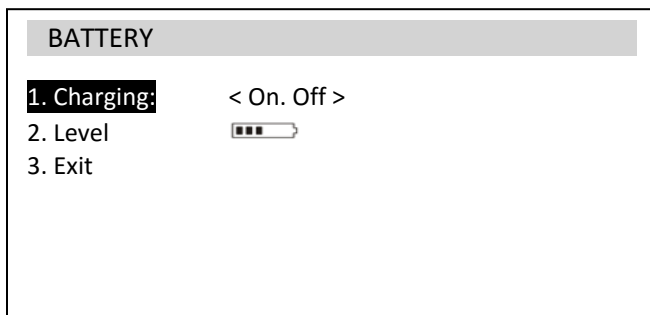 BATTERY
1. Charging: < On. Off >
2. Level
3. Exit